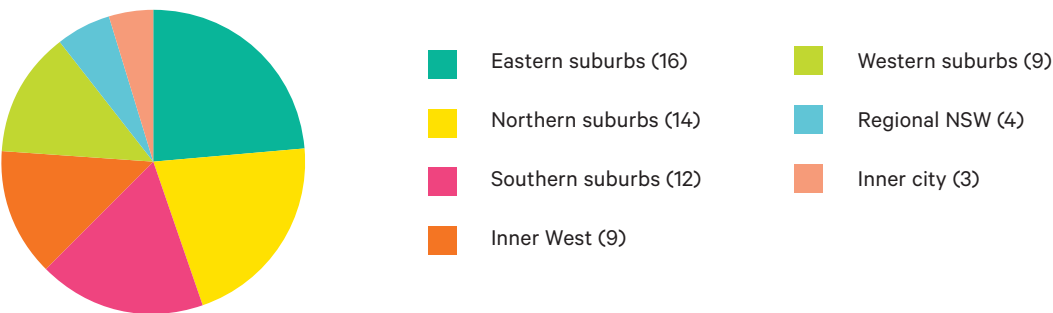 Eastern suburbs (16)
Northern suburbs (14)
Southern suburbs (12)
Inner West (9)
Western suburbs (9)
Regional NSW (4)
Inner city (3)